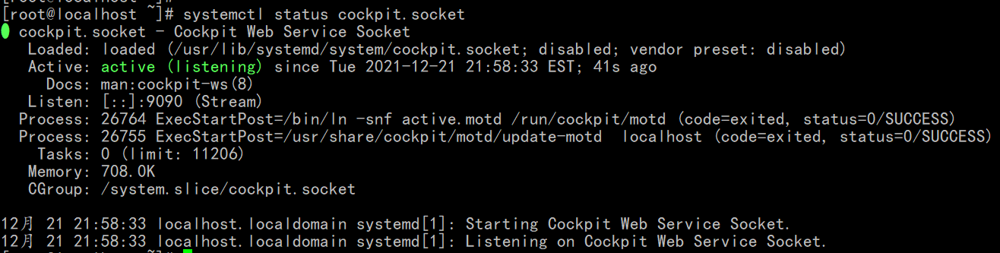 [root@localhost ~]#
[root@localhost ~]# systemctl status cockpit.socket
● cockpit.socket - Cockpit Web Service Socket
   Loaded: loaded (/usr/lib/systemd/system/cockpit.socket; disabled; vendor preset: disabled)
   Active: active (listening) since Tue 2021-12-21 21:58:33 EST; 41s ago
     Docs: man:cockpit-ws(8)
   Listen: [::]:9090 (Stream)
  Process: 26764 ExecStartPost=/bin/ln -snf active.motd /run/cockpit/motd (code=exited, status=0/SUCCESS)
  Process: 26755 ExecStartPost=/usr/share/cockpit/motd/update-motd  localhost (code=exited, status=0/SUCCESS)
    Tasks: 0 (limit: 11206)
   Memory: 708.0K
   CGroup: /system.slice/cockpit.socket
12月 21 21:58:33 localhost.localdomain systemd[1]: Starting Cockpit Web Service Socket.
12月 21 21:58:33 localhost.localdomain systemd[1]: Listening on Cockpit Web Service Socket.